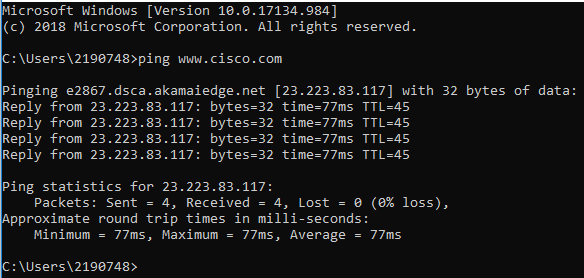 Microsoft Windows [Version 10.0.17134.984]
(c) 2018 Microsoft Corporation. All rights reserved.
C:\Users\2190748>ping www.cisco.com
Pinging e2867.dsca.akamaiedge.net [23.223.83.117] with 32 bytes of data:
Reply from 23.223.83.117: bytes=32 time=77ms TTL=45
Reply from 23.223.83.117: bytes=32 time=77ms TTL=45
Reply from 23.223.83.117: bytes=32 time=77ms TTL=45
Reply from 23.223.83.117: bytes=32 time=77ms TTL=45
Ping statistics for 23.223.83.117:
    Packets: Sent = 4, Received = 4, Lost = 0 (0% loss),
Approximate round trip times in milli-seconds:
    Minimum = 77ms, Maximum = 77ms, Average = 77ms
C:\Users\2190748>